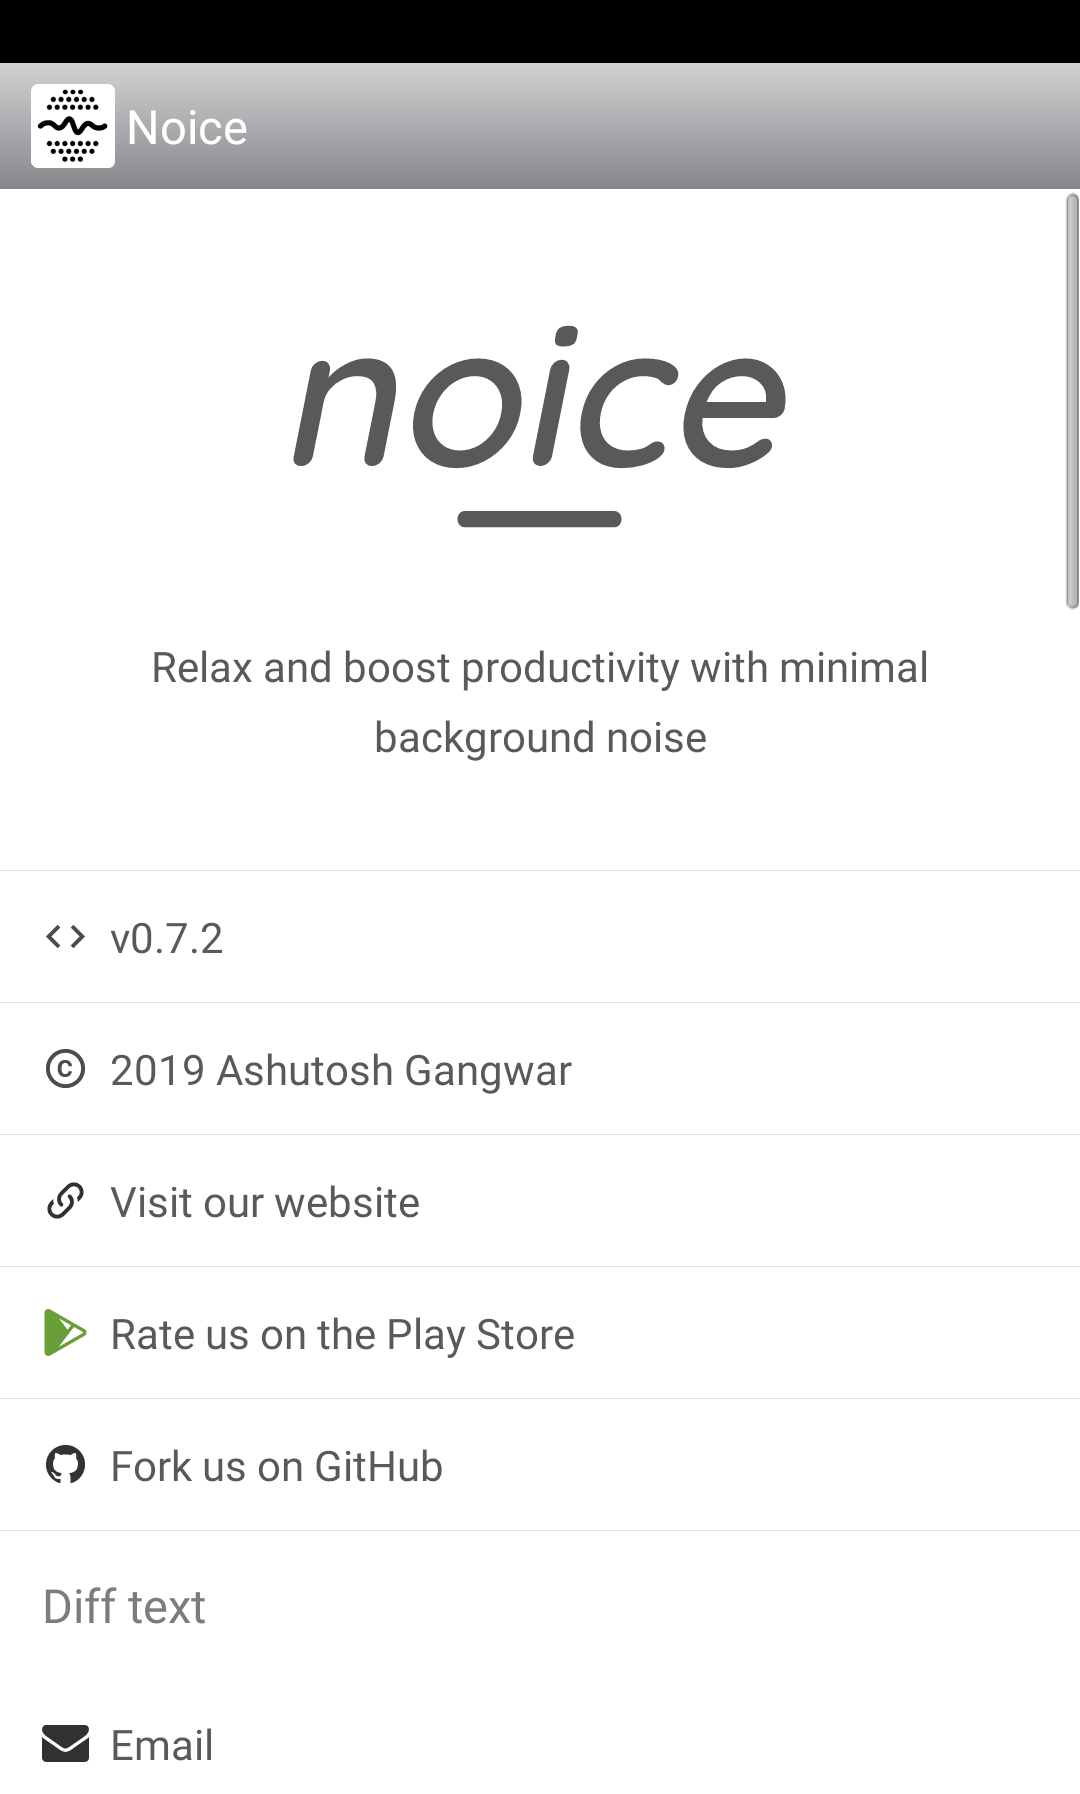 Noice
noice
Relax and boost productivity with minimal
background noise
v0.7.2
2019 Ashutosh Gangwar
Visit our website
Rate us on the Play Store
Fork us on GitHub
Diff text
Email